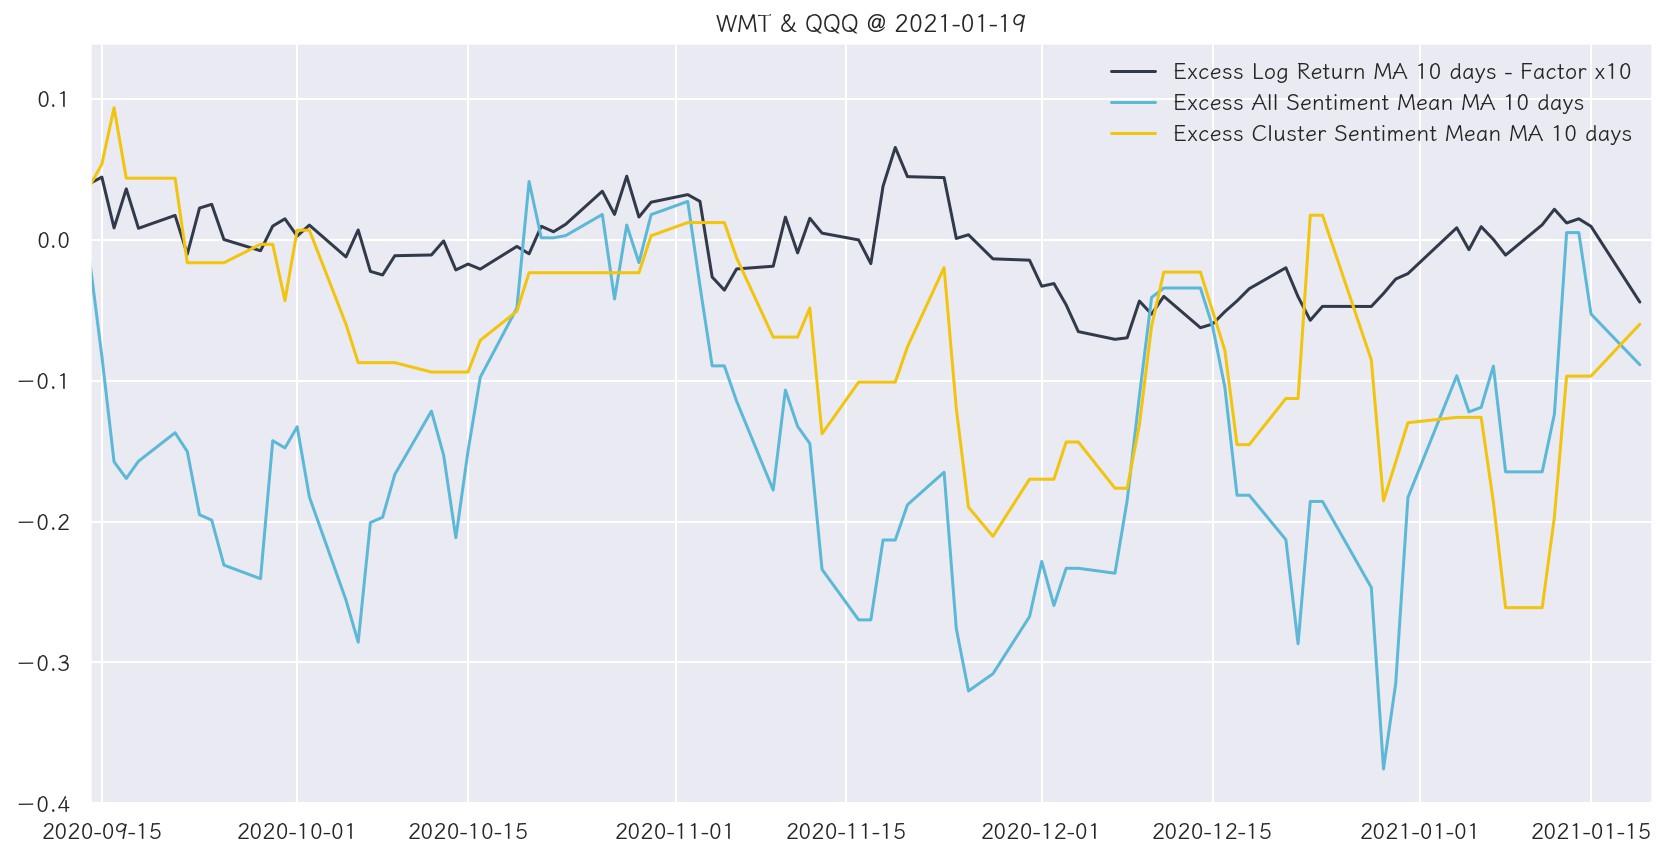 WMT & QQQ @ 2021-01-19
Excess Log Return MA 10 days - Factor x10
Excess All Sentiment Mean MA 10 days
Excess Cluster Sentiment Mean MA 10 days
0.1
0.0
−0.1
−0.2
−0.3
−0.4
2020-09-15 2020-10-01 2020-10-15 2020-11-01 2020-11-15 2020-12-01 2020-12-15 2021-01-01 2021-01-15